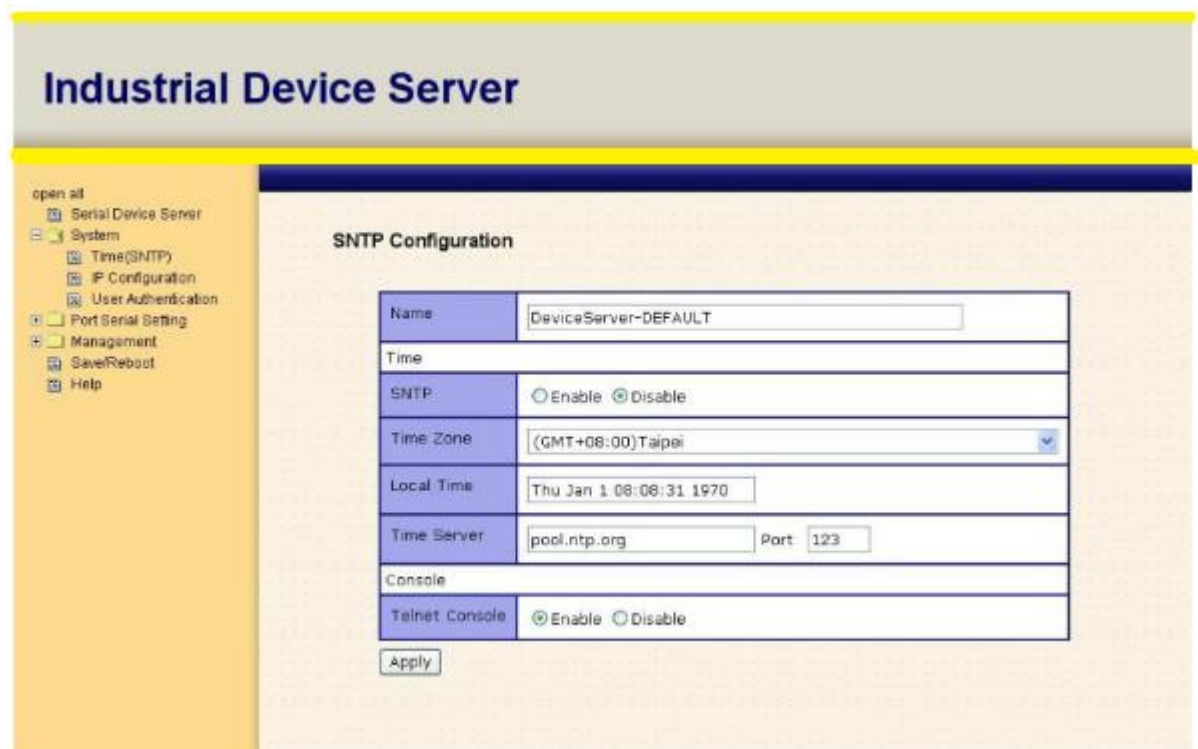 Industrial Device Server
open all
Serial Device Server
System
Time(SNTP)
IP Configuration
User Authentication
Port Serial Setting
Management
Save/Reboot
Help
SNTP Configuration
Name DeviceServer-DEFAULT
Time
SNTP Enable Disable
Time Zone (GMT+08:00)Taipei
Local Time Thu Jan 1 08:08:31 1970
Time Server pool.ntp.org Port 123
Console
Telnet Console Enable Disable
Apply